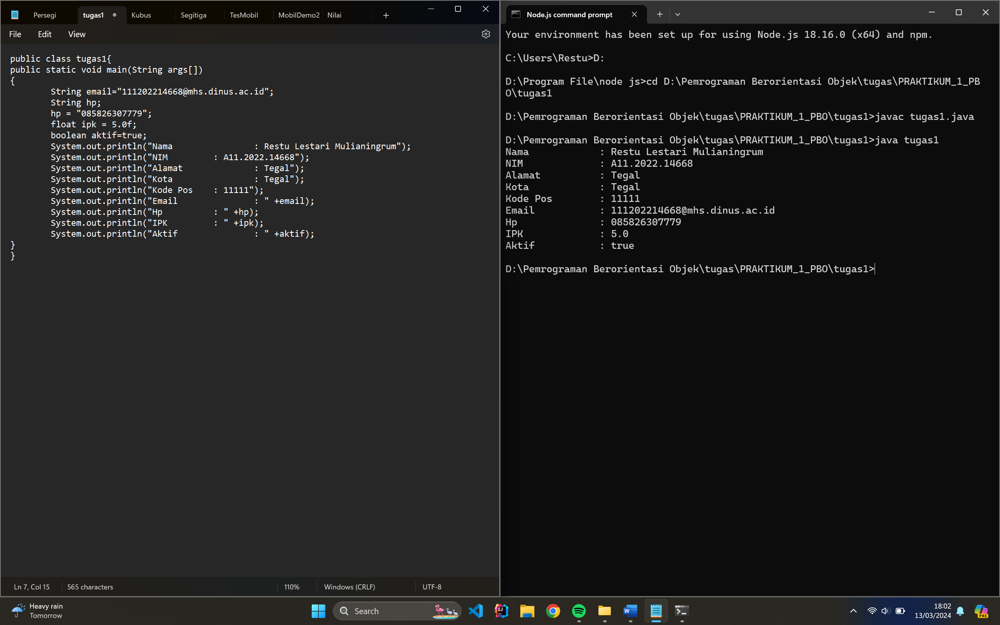 Persegi
tugas1
Kubus
Segitiga
TesMobil
MobilDemo2
Nilai
File
Edit
View
public class tugas1{
public static void main(String args[])
{
String email="111202214668@mhs.dinus.ac.id";
String hp;
hp = "085826307779";
float ipk = 5.0f;
boolean aktif=true;
System.out.println("Nama : Restu Lestari Mulianingrum");
System.out.println("NIM : A11.2022.14668");
System.out.println("Alamat : Tegal");
System.out.println("Kota : Tegal");
System.out.println("Kode Pos : 11111");
System.out.println("Email : " +email);
System.out.println("Hp : " +hp);
System.out.println("IPK : " +ipk);
System.out.println("Aktif : " +aktif);
}
}
Ln 7, Col 15
565 characters
110%
Windows (CRLF)
UTF-8
Node.js command prompt
Your environment has been set up for using Node.js 18.16.0 (x64) and npm.
C:\Users\Restu>D:
D:\Program File\node js>cd D:\Pemrograman Berorientasi Objek\tugas\PRAKTIKUM_1_PB
O\tugas1
D:\Pemrograman Berorientasi Objek\tugas\PRAKTIKUM_1_PBO\tugas1>javac tugas1.java
D:\Pemrograman Berorientasi Objek\tugas\PRAKTIKUM_1_PBO\tugas1>java tugas1
Nama : Restu Lestari Mulianingrum
NIM : A11.2022.14668
Alamat : Tegal
Kota : Tegal
Kode Pos : 11111
Email : 111202214668@mhs.dinus.ac.id
Hp : 085826307779
IPK : 5.0
Aktif : true
D:\Pemrograman Berorientasi Objek\tugas\PRAKTIKUM_1_PBO\tugas1>
Heavy rain
Tomorrow
Search
IJ
W
18:02
13/03/2024
PRE